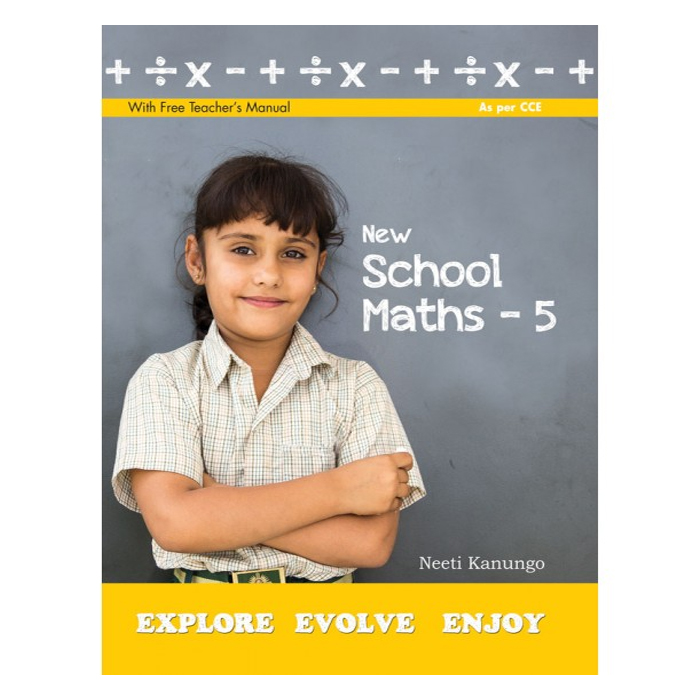 + ÷ x - + ÷ x - + ÷ x - +
With Free Teacher's Manual As per CCE
New
School
Maths - 5
Neeti Kanungo
EXPLORE EVOLVE ENJOY